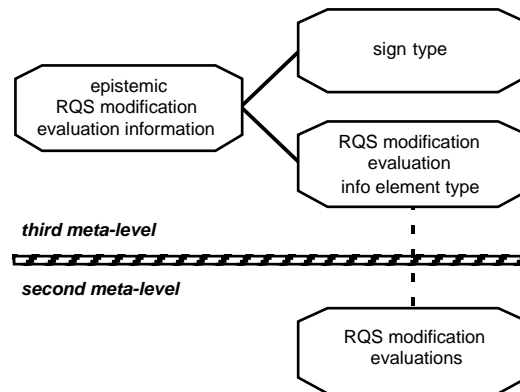 sign type
epistemic
RQS modification
evaluation information
RQS modification
evaluation
info element type
third meta-level
second meta-level
RQS modification
evaluations